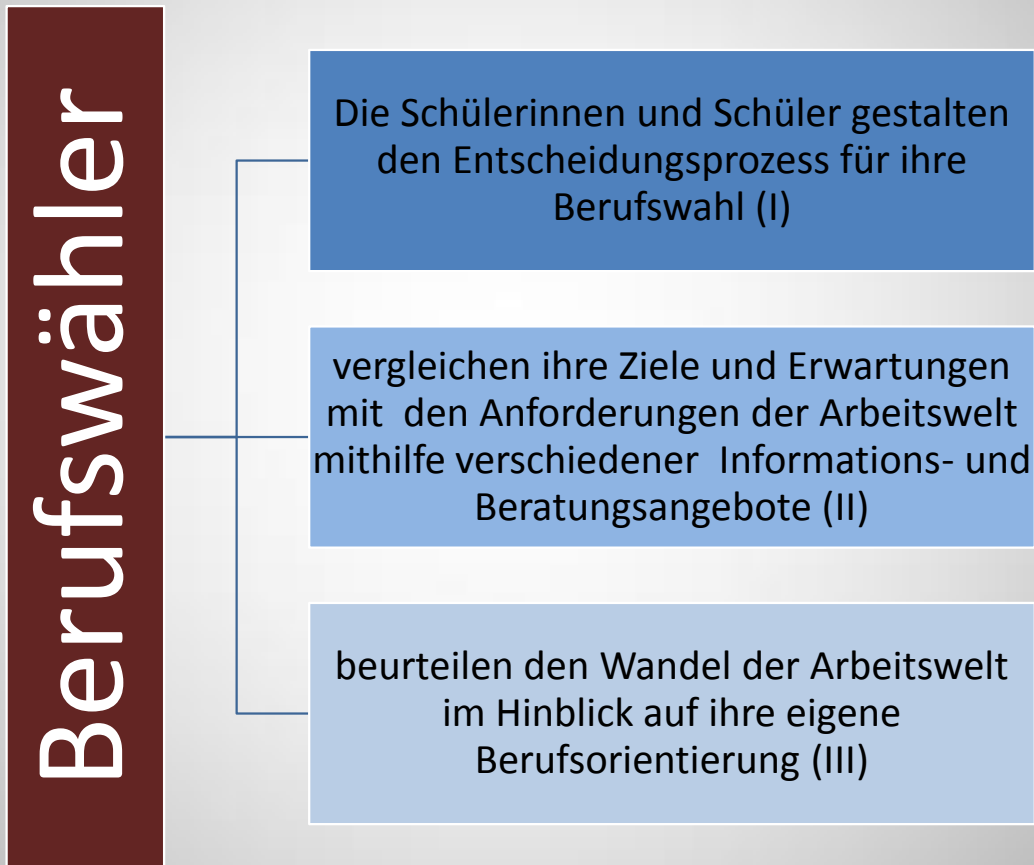 Berufswähler
Die Schülerinnen und Schüler gestalten
den Entscheidungsprozess für ihre
Berufswahl (I)
vergleichen ihre Ziele und Erwartungen
mit den Anforderungen der Arbeitswelt
mithilfe verschiedener Informations- und
Beratungsangebote (II)
beurteilen den Wandel der Arbeitswelt
im Hinblick auf ihre eigene
Berufsorientierung (III)